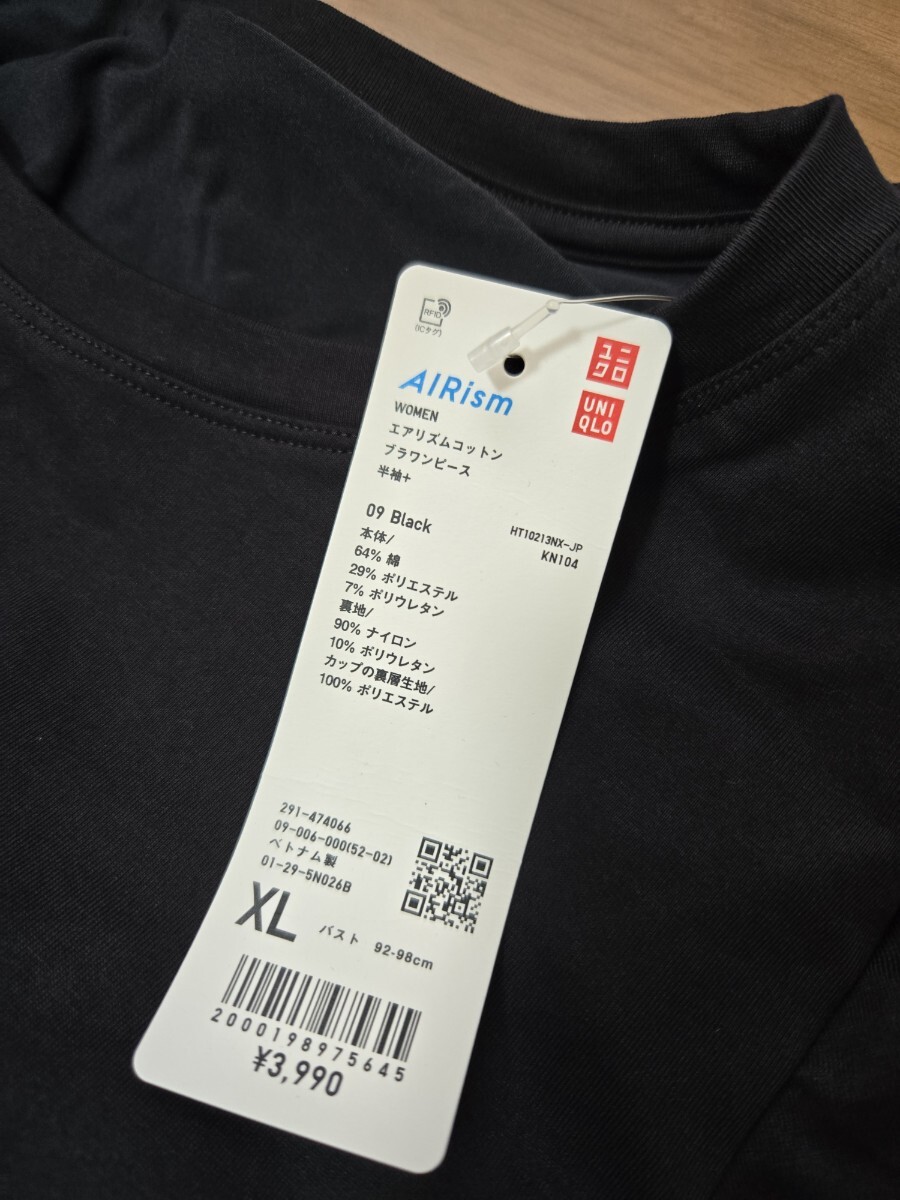 RFID
(ICタグ)
ユニ
クロ
UNI
QLO
AIRism
WOMEN
エアリズムコットン
ブラワンピース
半袖+
09 Black
HT10213NX-JP
KN104
本体/
64% 綿
29% ポリエステル
7% ポリウレタン
裏地/
90% ナイロン
10% ポリウレタン
カップの裏層生地/
100% ポリエステル
291-474066
09-006-000(52-02)
ベトナム製
01-29-5N026B
XL バスト 92-98cm
2000198975645
¥3,990